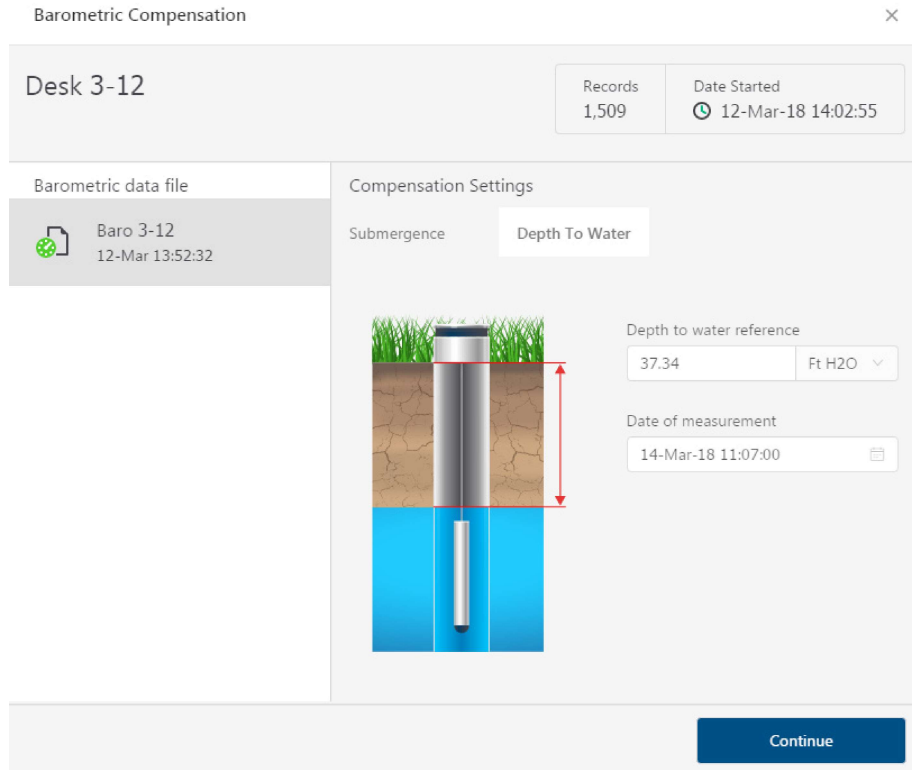 Barometric Compensation
Desk 3-12
Records
1,509
Date Started
12-Mar-18 14:02:55
Barometric data file
Baro 3-12
12-Mar 13:52:32
Compensation Settings
Submergence
Depth To Water
Depth to water reference
37.34
Ft H2O
Date of measurement
14-Mar-18 11:07:00
Continue